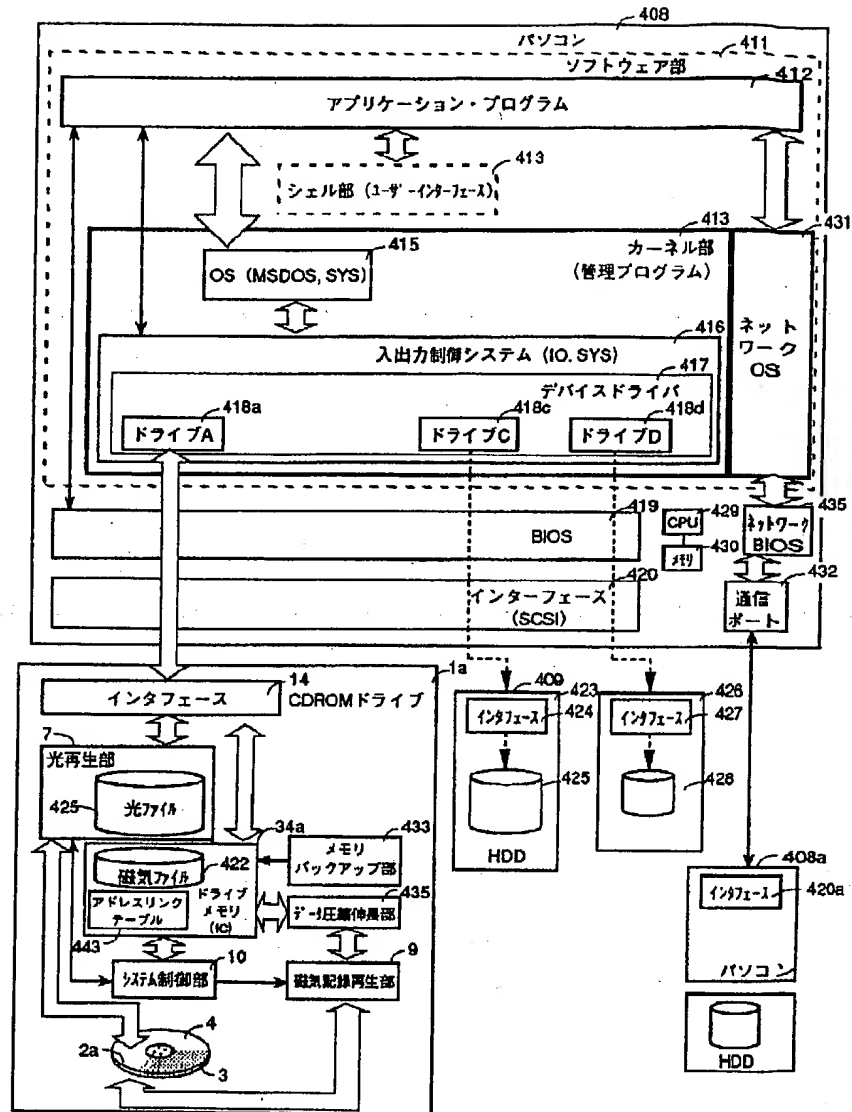 408
パソコン
411
ソフトウェア部
412
アプリケーション・プログラム
413
シェル部(ユーザ-インターフェース)
413
カーネル部
(管理プログラム)
431
415
OS (MSDOS, SYS)
ネット
ワーク
OS
416
入出力制御システム (IO. SYS)
417
デバイスドライバ
418a
ドライブA
418c
ドライブC
418d
ドライブD
419
BIOS
429
CPU
430
メモリ
435
ネットワーク
BIOS
420
インターフェース
(SCSI)
432
通信
ポート
1a
14
インタフェース
CDROMドライブ
7
光再生部
425
光ファイル
34a
422
磁気ファイル
アドレスリンク
テーブル
443
ドライブ
メモリ
(IC)
433
メモリ
バックアップ部
435
データ圧縮伸長部
10
システム制御部
9
磁気記録再生部
4
2a
3
409
423
インタフェース
424
425
HDD
426
インタフェース
427
428
408a
インタフェース
420a
パソコン
HDD